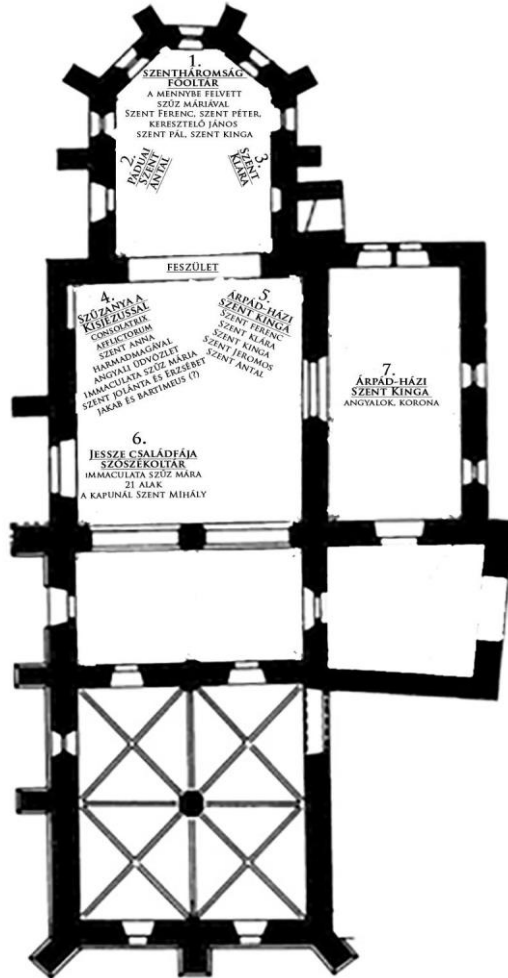 1.
SZENTHÁROMSÁG
FŐOLTÁR
A MENNYBE FELVETT
SZŰZ MÁRIÁVAL
SZENT FERENC, SZENT PÉTER,
KERESZTELŐ JÁNOS
SZENT PÁL, SZENT KINGA
2.
PÁDUAI
SZENT
ANTAL
3.
SZENT
KLÁRA
FESZÜLET
4.
SZŰZANYA A
KISJÉZUSSAL
CONSOLATRIX
AFFLICTORUM
SZENT ANNA
HARMADMAGÁVAL
ANGYALI ÜDVÖZLET
IMMACULATA SZŰZ MÁRIA
SZENT JOLÁNTA ÉS ERZSÉBET
JAKAB ÉS BARTIMEUS (?)
5.
ÁRPÁD-HÁZI
SZENT KINGA
SZENT FERENC
SZENT KLÁRA
SZENT KINGA
SZENT JEROMOS
SZENT ANTAL
6.
JESSZE CSALÁDFÁJA
SZÓSZÉKOLTÁR
IMMACULATA SZŰZ MÁRA
21 ALAK
A KAPUNÁL SZENT MIHÁLY
7.
ÁRPÁD-HÁZI
SZENT KINGA
ANGYALOK, KORONA